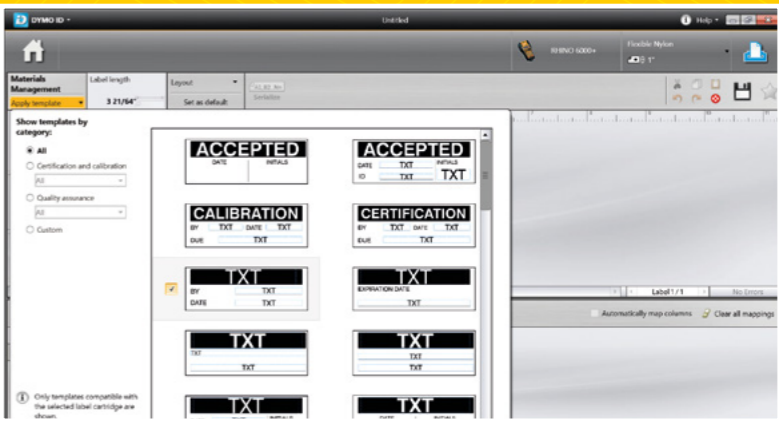 DYMO ID
Untitled
Help
RHINO 6000+
Flexible Nylon
1"
Materials
Management
Label length
Layout
Apply template
3 21/64"
Set as default
Serialize
Show templates by
category:
All
Certification and calibration
All
Quality assurance
All
Custom
ACCEPTED
DATE INITIALS
ACCEPTED
DATE TXT INITIALS
ID TXT TXT
CALIBRATION
BY TXT DATE TXT
DUE TXT
CERTIFICATION
BY TXT DATE TXT
DUE TXT
TXT
BY TXT
DATE TXT
TXT
EXPIRATION DATE
TXT
TXT
TXT
TXT
TXT
TXT
TXT
TXT
TXT
Label 1 / 1
No Errors
Automatically map columns
Clear all mappings
Only templates compatible with
the selected label cartridge are
shown.